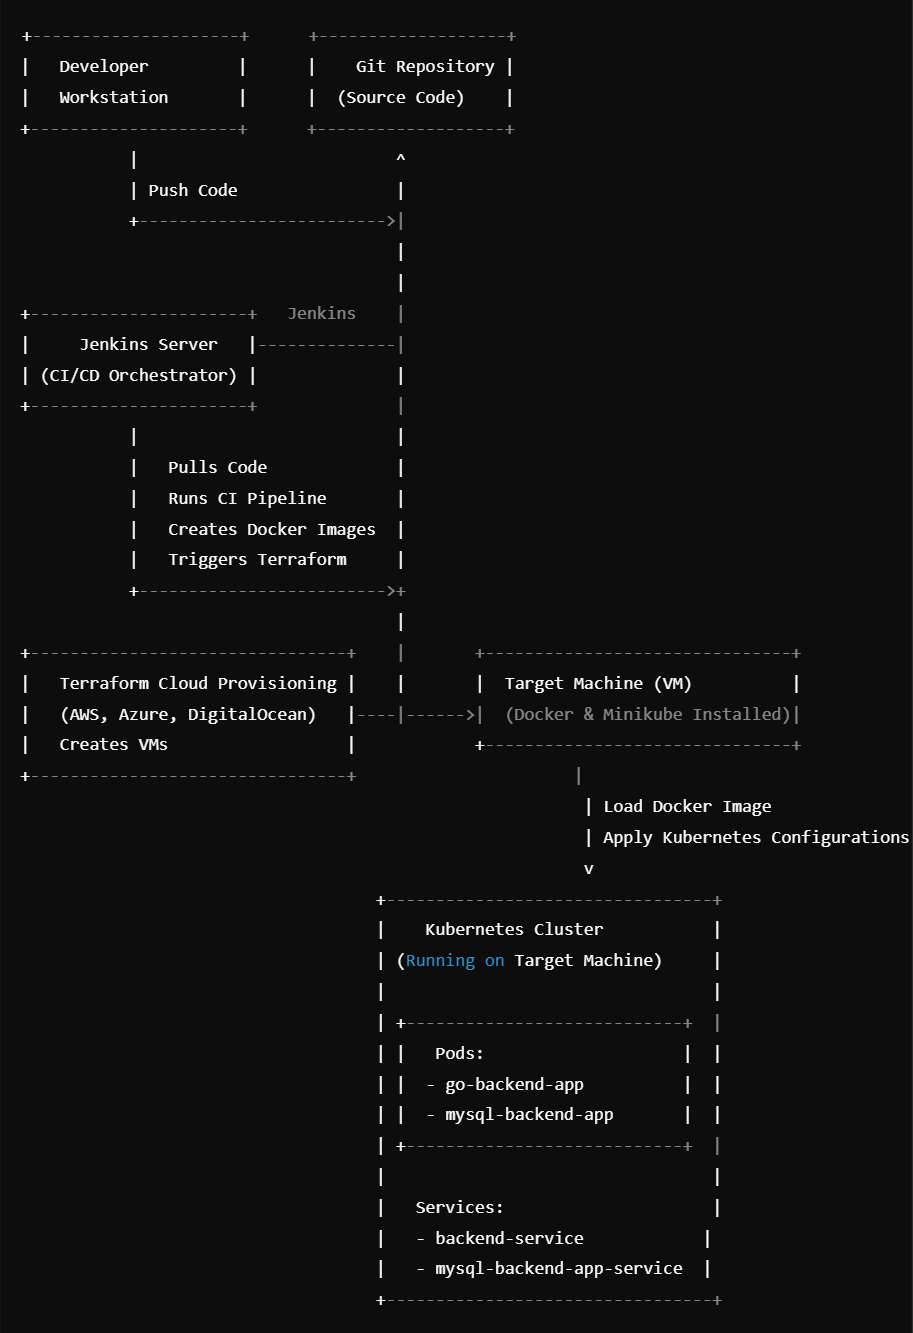 Developer
Git Repository
Workstation
(Source Code)
Push Code
Jenkins
Jenkins Server
(CI/CD Orchestrator)
Pulls Code
Runs CI Pipeline
Creates Docker Images
Triggers Terraform
Terraform Cloud Provisioning
Target Machine (VM)
(AWS, Azure, DigitalOcean)
(Docker & Minikube Installed)
Creates VMs
Load Docker Image
Apply Kubernetes Configurations
Kubernetes Cluster
(Running on Target Machine)
Pods:
- go-backend-app
- mysql-backend-app
Services:
- backend-service
- mysql-backend-app-service